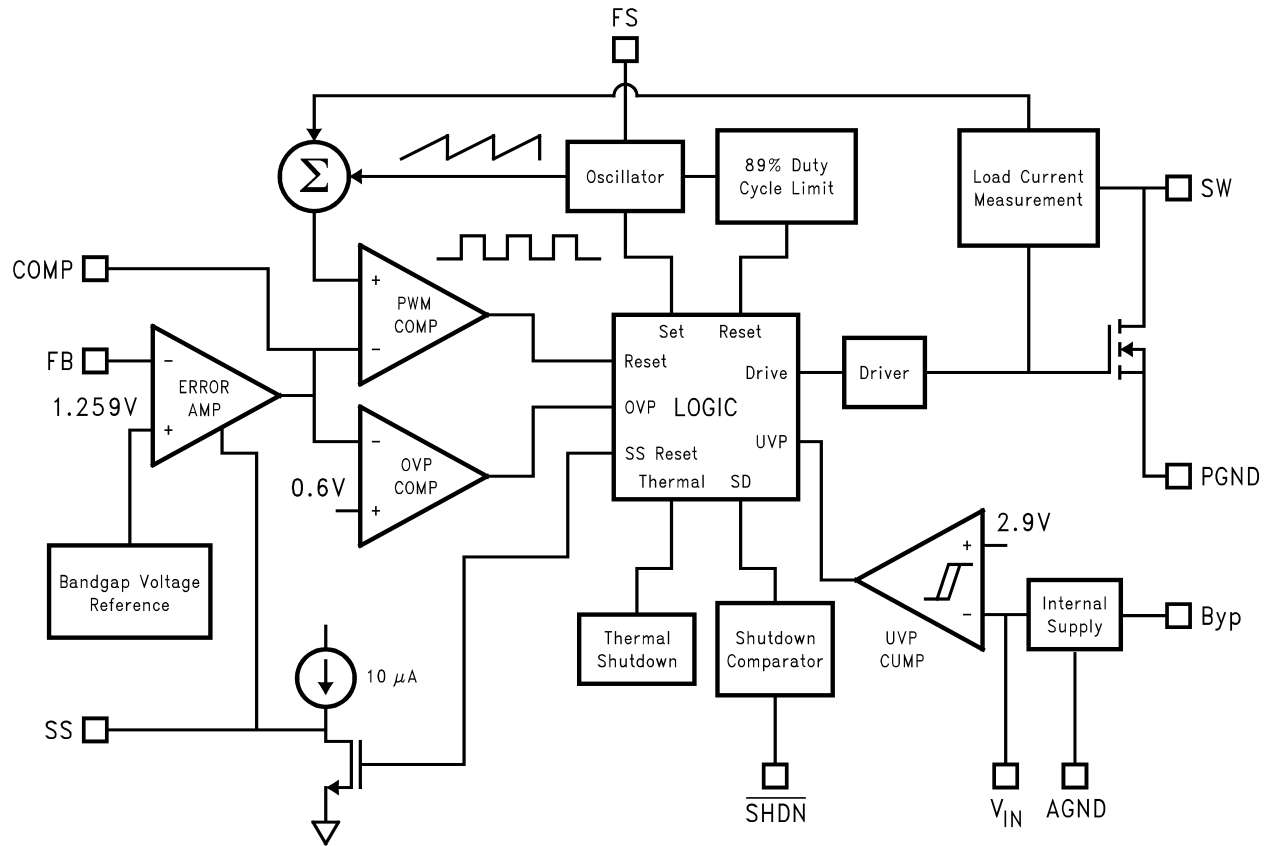 FS
Σ
Oscillator
89% Duty
Cycle Limit
Load Current
Measurement
SW
COMP
+
PWM
COMP
−
Set
Reset
Reset
Drive
Driver
OVP
LOGIC
UVP
SS Reset
Thermal
SD
FB
−
ERROR
AMP
1.259V
+
−
OVP
COMP
0.6V
+
PGND
2.9V
+
−
UVP
CUMP
Internal
Supply
Byp
Bandgap Voltage
Reference
Thermal
Shutdown
Shutdown
Comparator
10 μA
SS
SHDN
VIN
AGND